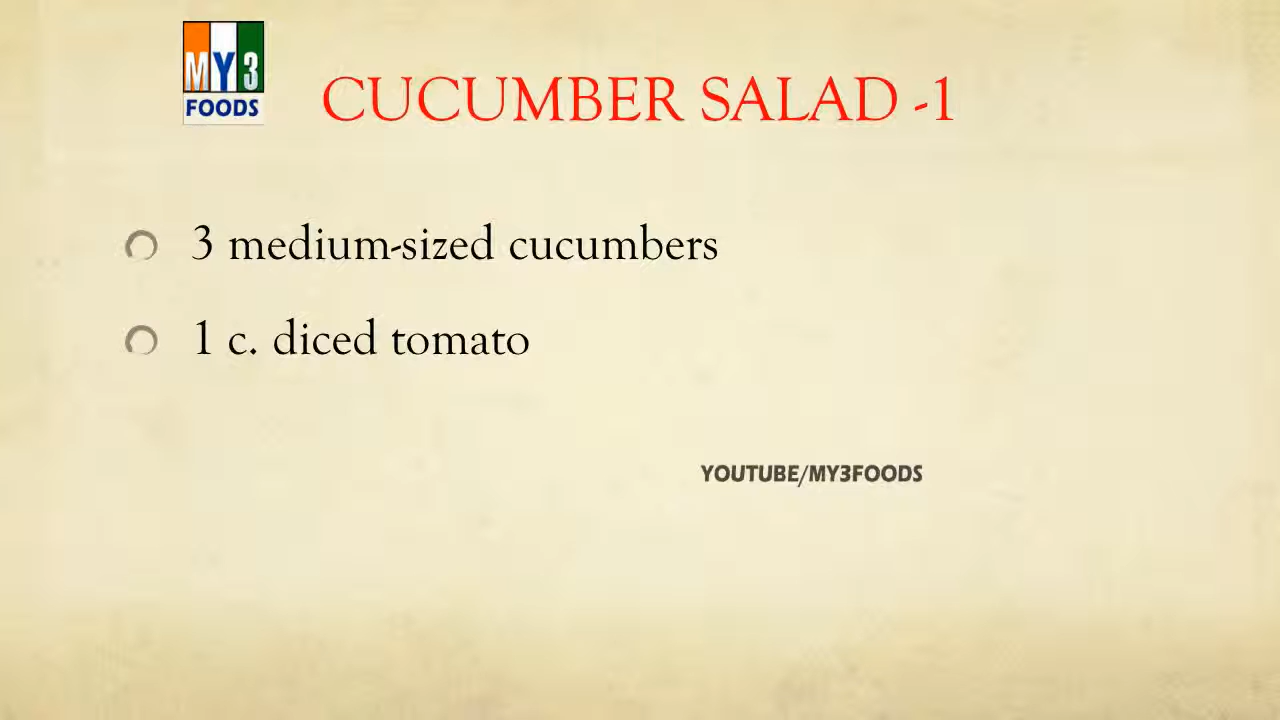 MY3
FOODS
CUCUMBER SALAD -1
3 medium-sized cucumbers
1 c. diced tomato
YOUTUBE/MY3FOODS